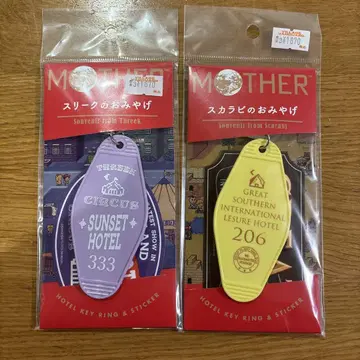 MOTHER
スリークのおみやげ
Souvenir from Threek
THREEK
CIRCUS
SUNSET
HOTEL
333
HOTEL KEY RING & STICKER
MOTHER
スカラビのおみやげ
Souvenir from Scarabi
GREAT
SOUTHERN
INTERNATIONAL
LESURE HOTEL
206
HOTEL KEY RING & STICKER